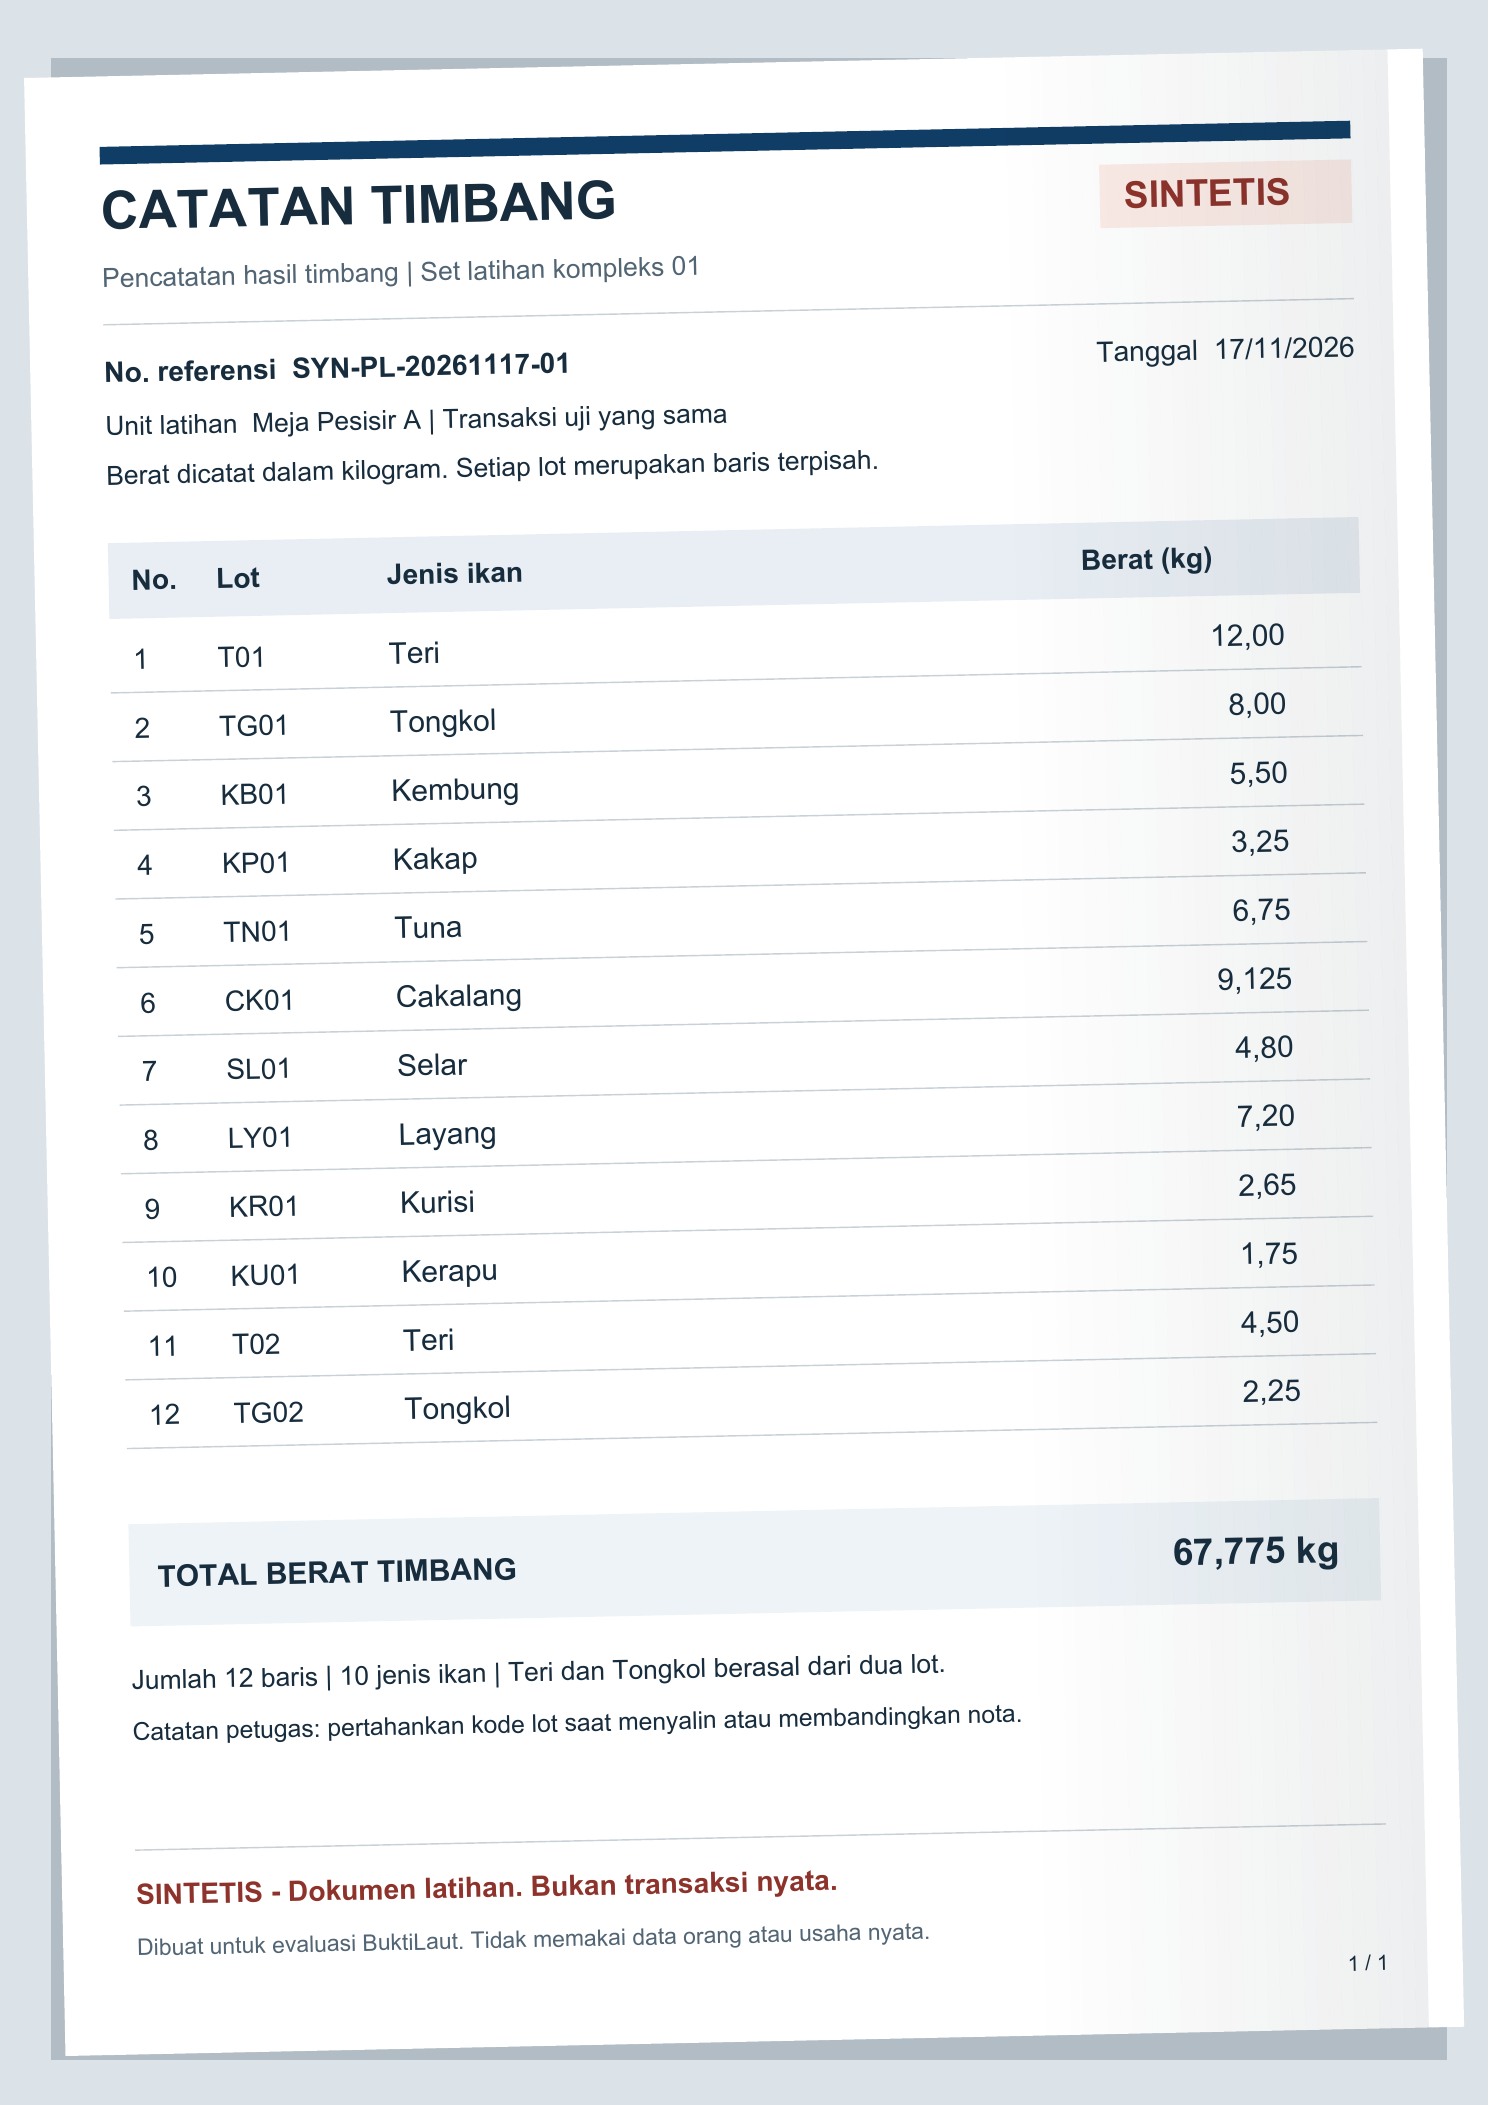 CATATAN TIMBANG
SINTETIS
Pencatatan hasil timbang | Set latihan kompleks 01
No. referensi SYN-PL-20261117-01
Tanggal 17/11/2026
Unit latihan Meja Pesisir A | Transaksi uji yang sama
Berat dicatat dalam kilogram. Setiap lot merupakan baris terpisah.
No. Lot Jenis ikan Berat (kg)
1 T01 Teri 12,00
2 TG01 Tongkol 8,00
3 KB01 Kembung 5,50
4 KP01 Kakap 3,25
5 TN01 Tuna 6,75
6 CK01 Cakalang 9,125
7 SL01 Selar 4,80
8 LY01 Layang 7,20
9 KR01 Kurisi 2,65
10 KU01 Kerapu 1,75
11 T02 Teri 4,50
12 TG02 Tongkol 2,25
TOTAL BERAT TIMBANG 67,775 kg
Jumlah 12 baris | 10 jenis ikan | Teri dan Tongkol berasal dari dua lot.
Catatan petugas: pertahankan kode lot saat menyalin atau membandingkan nota.
SINTETIS - Dokumen latihan. Bukan transaksi nyata.
Dibuat untuk evaluasi BuktiLaut. Tidak memakai data orang atau usaha nyata.
1 / 1